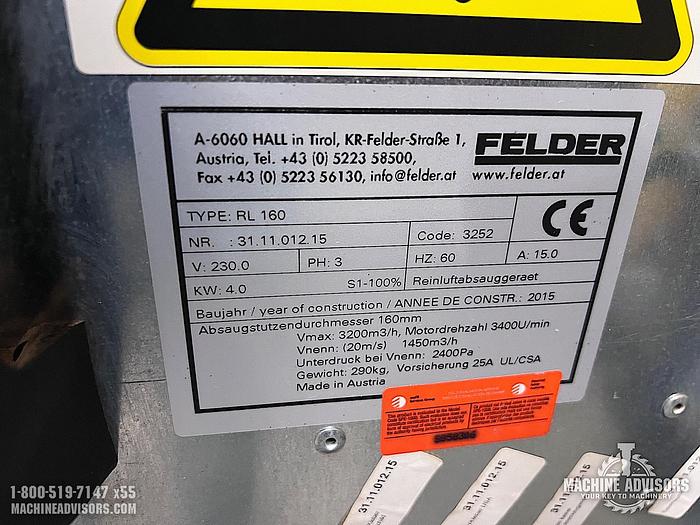 A-6060 HALL in Tirol, KR-Felder-Straße 1,
Austria, Tel. +43 (0) 5223 58500,
Fax +43 (0) 5223 56130, info@felder.at
FELDER
www.felder.at
TYPE: RL 160
NR. : 31.11.012.15
Code: 3252
CE
V: 230.0
PH: 3
HZ: 60
A: 15.0
KW: 4.0
S1-100%
Reinluftabsauggeraet
Baujahr / year of construction / ANNEE DE CONSTR.: 2015
Absaugstutzendurchmesser 160mm
Vmax: 3200m3/h, Motordrehzahl 3400U/min
Vnenn: (20m/s) 1450m3/h
Unterdruck bei Vnenn: 2400Pa
Gewicht: 290kg, Vorsicherung 25A UL/CSA
Made in Austria
31.11.012.15
31.11.012.15
31.11.012.15
1-800-519-7147 x55
MACHINEADVISORS.COM
MACHINE ADVISORS
YOUR KEY TO MACHINERY